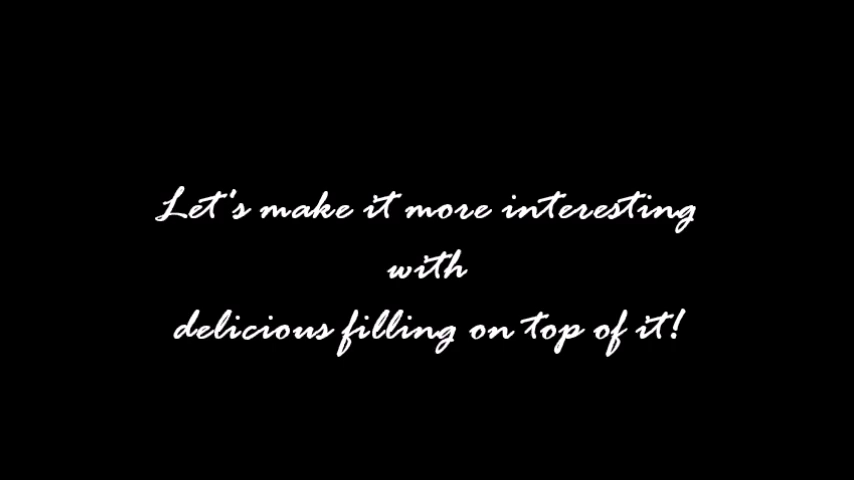 Let's make it more interesting
with
delicious filling on top of it!